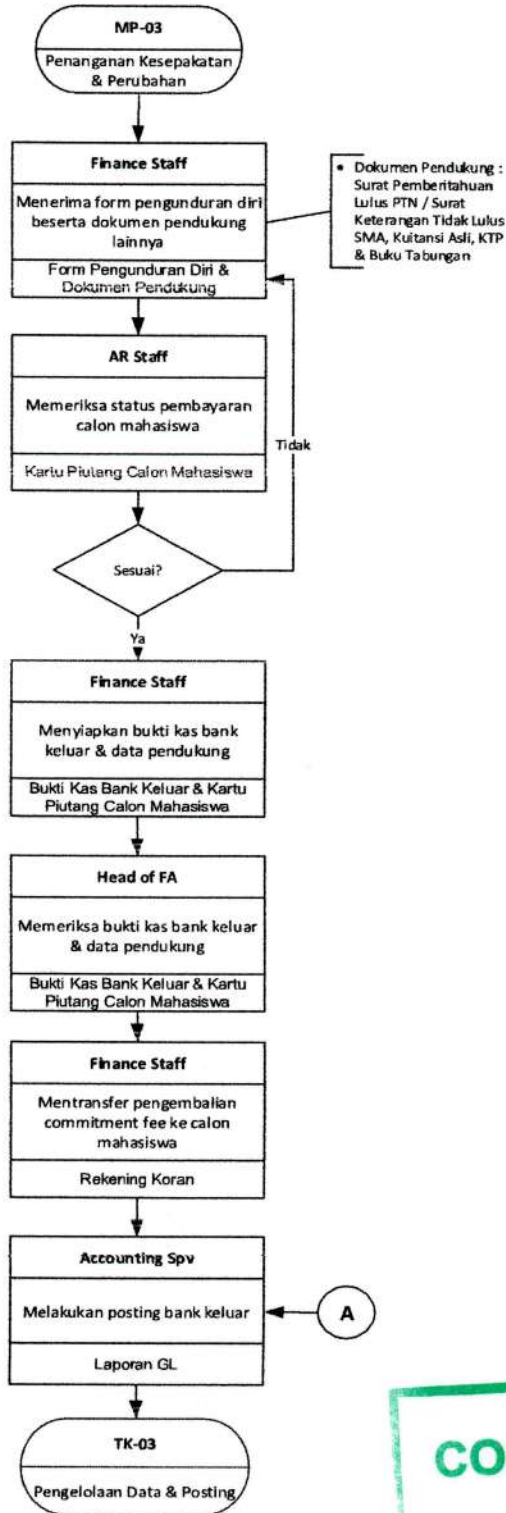 MP-03
Penanganan Kesepakatan
& Perubahan
Finance Staff
Menerima form pengunduran diri
beserta dokumen pendukung
lainnya
Form Pengunduran Diri &
Dokumen Pendukung
• Dokumen Pendukung :
Surat Pemberitahuan
Lulus PTN / Surat
Keterangan Tidak Lulus
SMA, Kuitansi Asli, KTP
& Buku Tabungan
AR Staff
Memeriksa status pembayaran
calon mahasiswa
Kartu Piutang Calon Mahasiswa
Tidak
Sesuai?
Ya
Finance Staff
Menyiapkan bukti kas bank
keluar & data pendukung
Bukti Kas Bank Keluar & Kartu
Piutang Calon Mahasiswa
Head of FA
Memeriksa bukti kas bank keluar
& data pendukung
Bukti Kas Bank Keluar & Kartu
Piutang Calon Mahasiswa
Finance Staff
Mentransfer pengembalian
commitment fee ke calon
mahasiswa
Rekening Koran
Accounting Spv
Melakukan posting bank keluar
A
Laporan GL
TK-03
Pengelolaan Data & Posting
CO